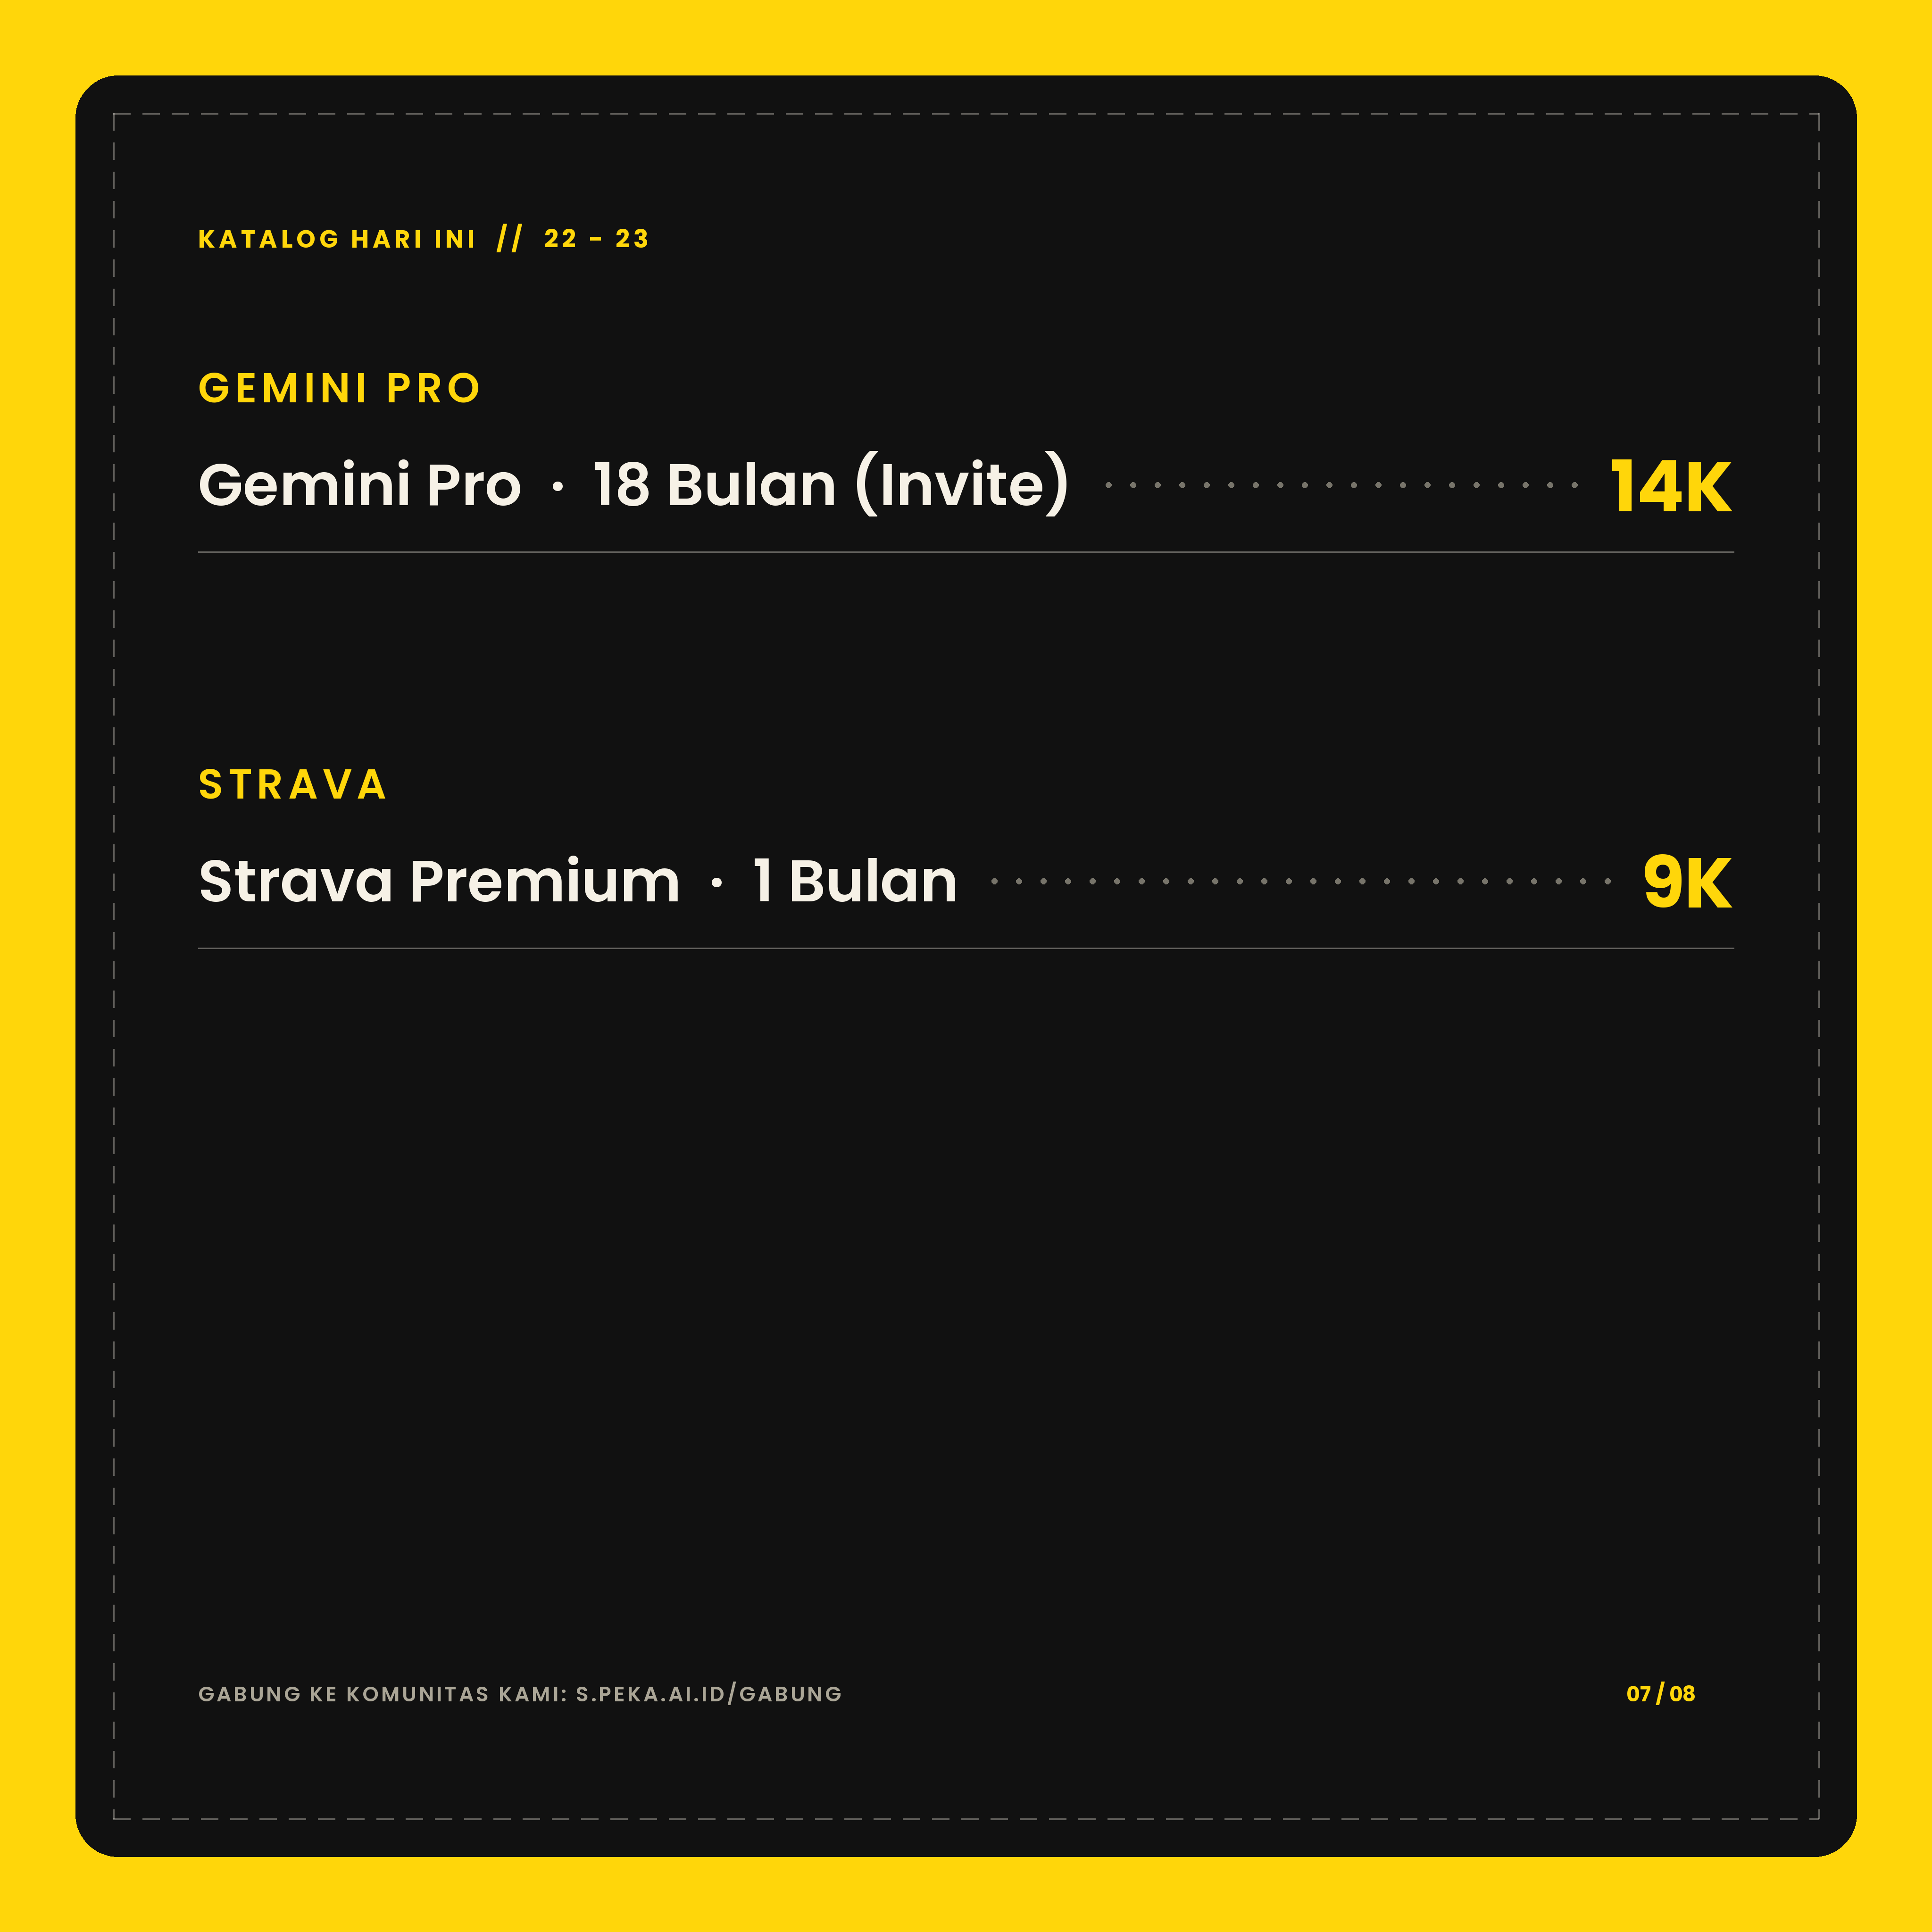 KATALOG HARI INI // 22 - 23
GEMINI PRO
Gemini Pro · 18 Bulan (Invite) 14K
STRAVA
Strava Premium · 1 Bulan 9K
GABUNG KE KOMUNITAS KAMI: S.PEKA.AI.ID/GABUNG 07 / 08